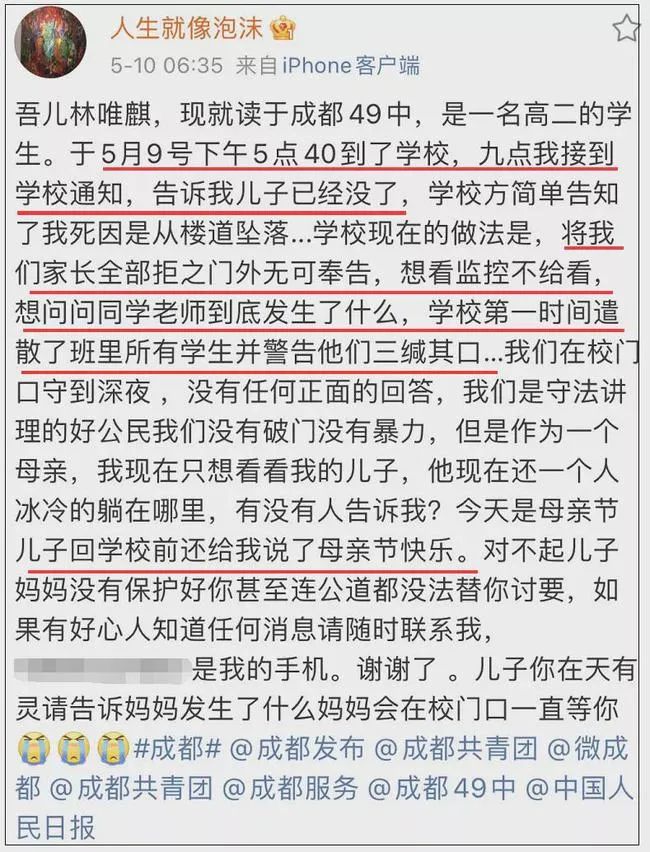 人生就像泡沫
5-10 06:35 来自iPhone客户端
吾儿林唯麒，现就读于成都49中，是一名高二的学
生。于5月9号下午5点40到了学校，九点我接到
学校通知，告诉我儿子已经没了，学校方简单告知
了我死因是从楼道坠落...学校现在的做法是，将我
们家长全部拒之门外无可奉告，想看监控不给看，
想问问同学老师到底发生了什么，学校第一时间遣
散了班里所有学生并警告他们三缄其口...我们在校门
口守到深夜，没有任何正面的回答，我们是守法讲
理的好公民我们没有破门没有暴力，但是作为一个
母亲，我现在只想看看我的儿子，他现在还一个人
冰冷的躺在哪里，有没有人告诉我？今天是母亲节
儿子回学校前还给我说了母亲节快乐。对不起儿子
妈妈没有保护好你甚至连公道都没法替你讨要，如
果有好心人知道任何消息请随时联系我，
是我的手机。谢谢了。儿子你在天有
灵请告诉妈妈发生了什么妈妈会在校门口一直等你
😭😭😭#成都# @成都发布 @成都共青团 @微成
都 @成都共青团 @成都服务 @成都49中 @中国人
民日报